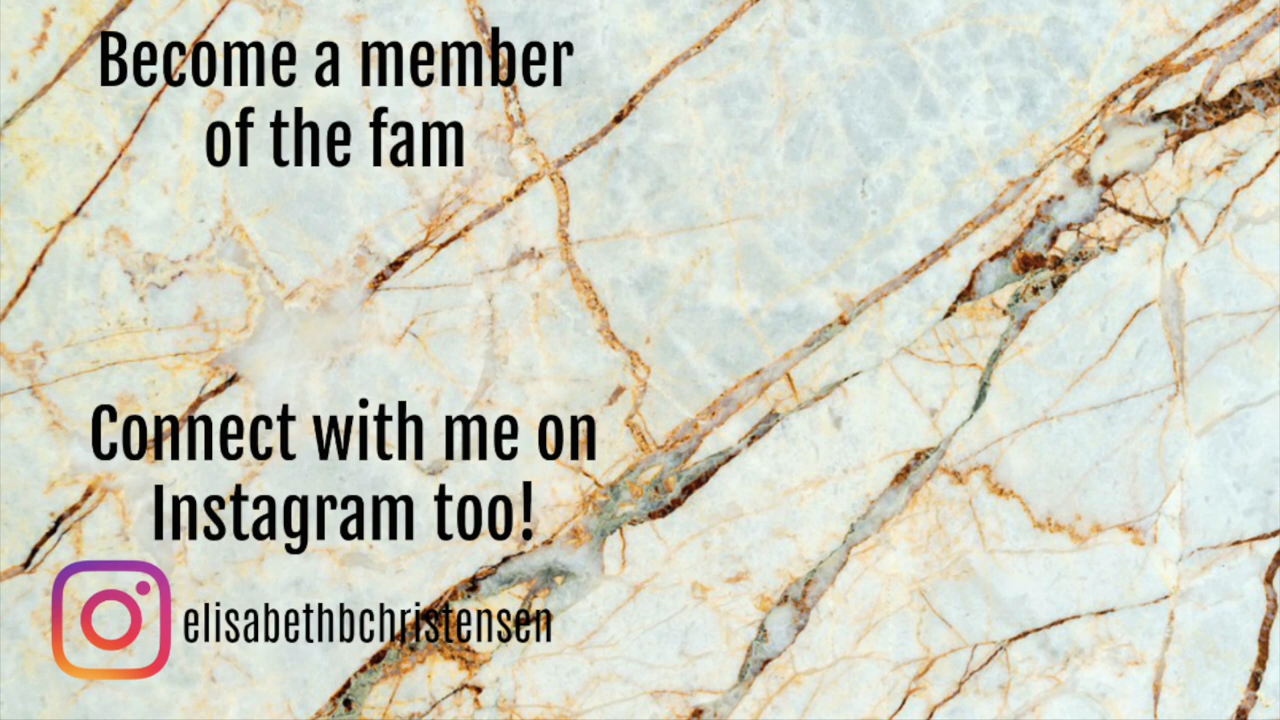 Become a member
of the fam
Connect with me on
Instagram too!
elisabethbchristensen